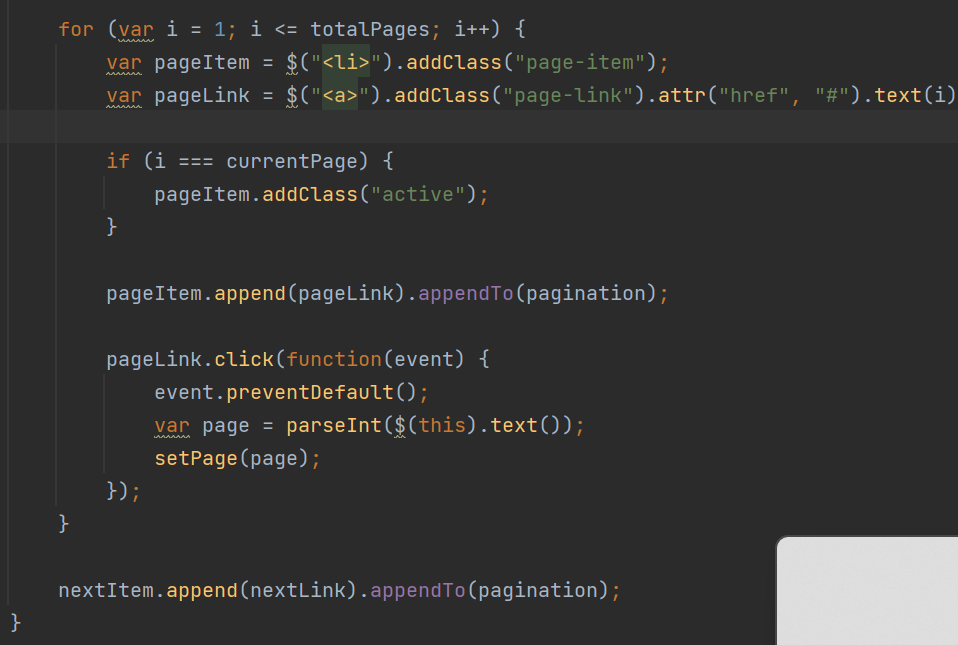 for (var i = 1; i <= totalPages; i++) {
var pageItem = $("<li>").addClass("page-item");
var pageLink = $("<a>").addClass("page-link").attr("href", "#").text(i)
if (i === currentPage) {
pageItem.addClass("active");
}
pageItem.append(pageLink).appendTo(pagination);
pageLink.click(function(event) {
event.preventDefault();
var page = parseInt($(this).text());
setPage(page);
});
}
nextItem.append(nextLink).appendTo(pagination);
}